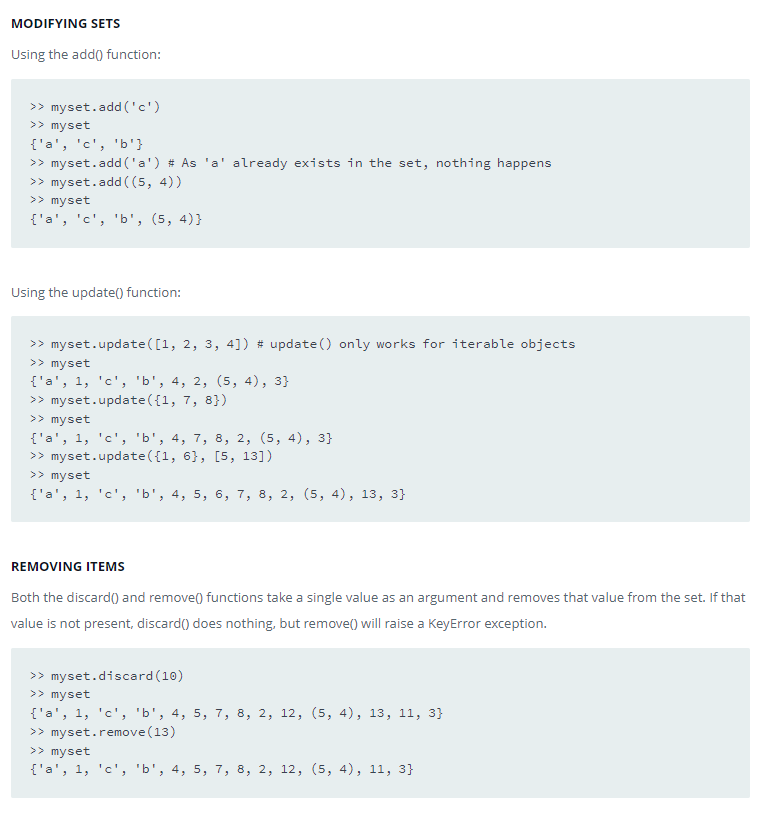 MODIFYING SETS
Using the add() function:
>> myset.add('c')
>> myset
{'a', 'c', 'b'}
>> myset.add('a') # As 'a' already exists in the set, nothing happens
>> myset.add((5, 4))
>> myset
{'a', 'c', 'b', (5, 4)}
Using the update() function:
>> myset.update([1, 2, 3, 4]) # update() only works for iterable objects
>> myset
{'a', 1, 'c', 'b', 4, 2, (5, 4), 3}
>> myset.update({1, 7, 8})
>> myset
{'a', 1, 'c', 'b', 4, 7, 8, 2, (5, 4), 3}
>> myset.update({1, 6}, [5, 13])
>> myset
{'a', 1, 'c', 'b', 4, 5, 6, 7, 8, 2, (5, 4), 13, 3}
REMOVING ITEMS
Both the discard() and remove() functions take a single value as an argument and removes that value from the set. If that
value is not present, discard() does nothing, but remove() will raise a KeyError exception.
>> myset.discard(10)
>> myset
{'a', 1, 'c', 'b', 4, 5, 7, 8, 2, 12, (5, 4), 13, 11, 3}
>> myset.remove(13)
>> myset
{'a', 1, 'c', 'b', 4, 5, 7, 8, 2, 12, (5, 4), 11, 3}